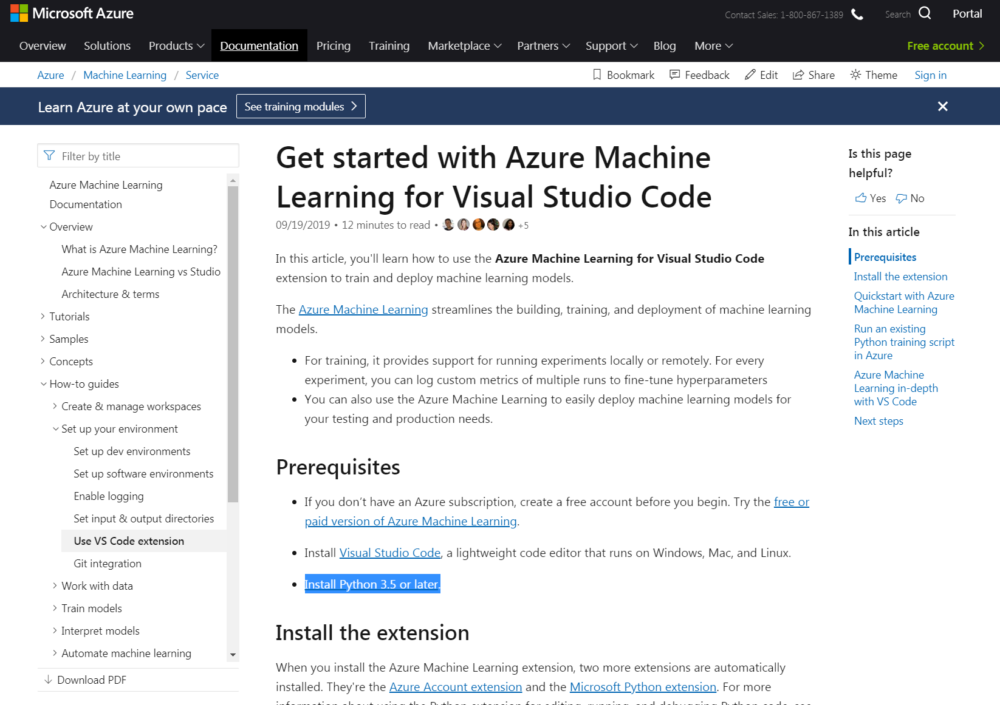 Microsoft Azure
Contact Sales: 1-800-867-1389
Search
Portal
Overview Solutions Products Documentation Pricing Training Marketplace Partners Support Blog More Free account
Azure / Machine Learning / Service
Bookmark Feedback Edit Share Theme Sign in
Learn Azure at your own pace See training modules
Filter by title
Azure Machine Learning
Documentation
Overview
What is Azure Machine Learning?
Azure Machine Learning vs Studio
Architecture & terms
Tutorials
Samples
Concepts
How-to guides
Create & manage workspaces
Set up your environment
Set up dev environments
Set up software environments
Enable logging
Set input & output directories
Use VS Code extension
Git integration
Work with data
Train models
Interpret models
Automate machine learning
Download PDF
Get started with Azure Machine
Learning for Visual Studio Code
09/19/2019 • 12 minutes to read • +5
In this article, you'll learn how to use the Azure Machine Learning for Visual Studio Code
extension to train and deploy machine learning models.
The Azure Machine Learning streamlines the building, training, and deployment of machine learning
models.
• For training, it provides support for running experiments locally or remotely. For every
experiment, you can log custom metrics of multiple runs to fine-tune hyperparameters
• You can also use the Azure Machine Learning to easily deploy machine learning models for
your testing and production needs.
Prerequisites
• If you don’t have an Azure subscription, create a free account before you begin. Try the free or
paid version of Azure Machine Learning.
• Install Visual Studio Code, a lightweight code editor that runs on Windows, Mac, and Linux.
• Install Python 3.5 or later.
Install the extension
When you install the Azure Machine Learning extension, two more extensions are automatically
installed. They're the Azure Account extension and the Microsoft Python extension. For more
Is this page
helpful?
Yes No
In this article
Prerequisites
Install the extension
Quickstart with Azure
Machine Learning
Run an existing
Python training script
in Azure
Azure Machine
Learning in-depth
with VS Code
Next steps